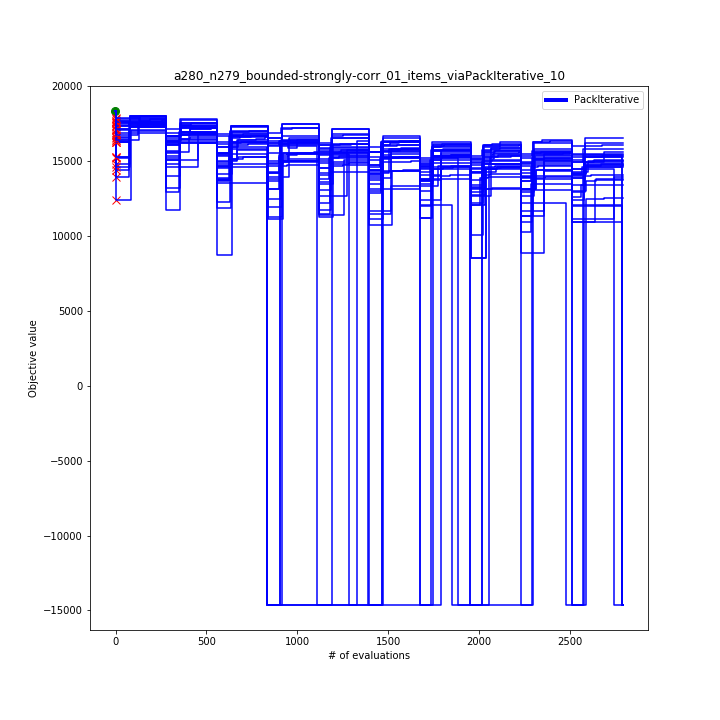 a280_n279_bounded-strongly-corr_01_items_viaPackIterative_10
PackIterative
Objective value
20000
15000
10000
5000
0
−5000
−10000
−15000
0 500 1000 1500 2000 2500
# of evaluations